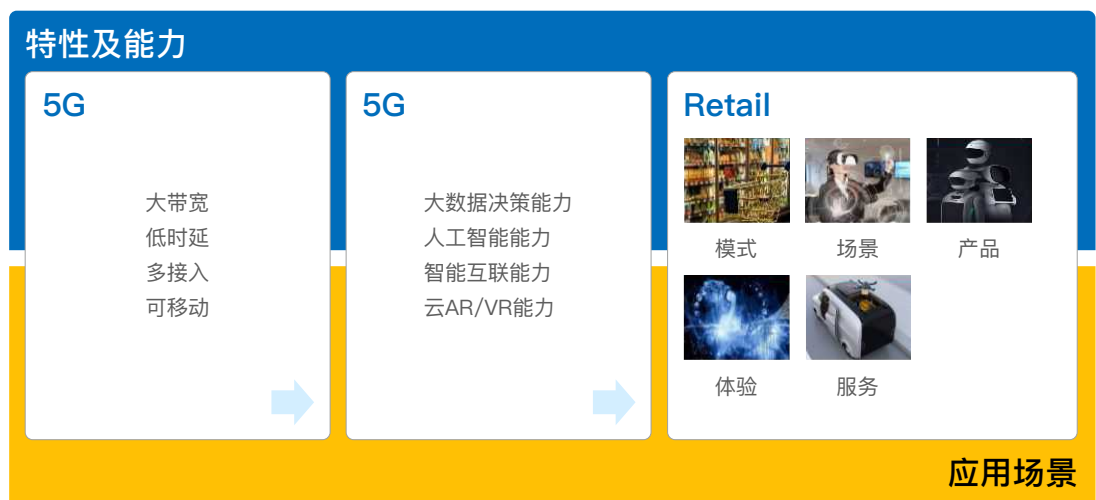 特性及能力
5G
大带宽
低时延
多接入
可移动
5G
大数据决策能力
人工智能能力
智能互联能力
云AR/VR能力
Retail
模式
场景
产品
体验
服务
应用场景